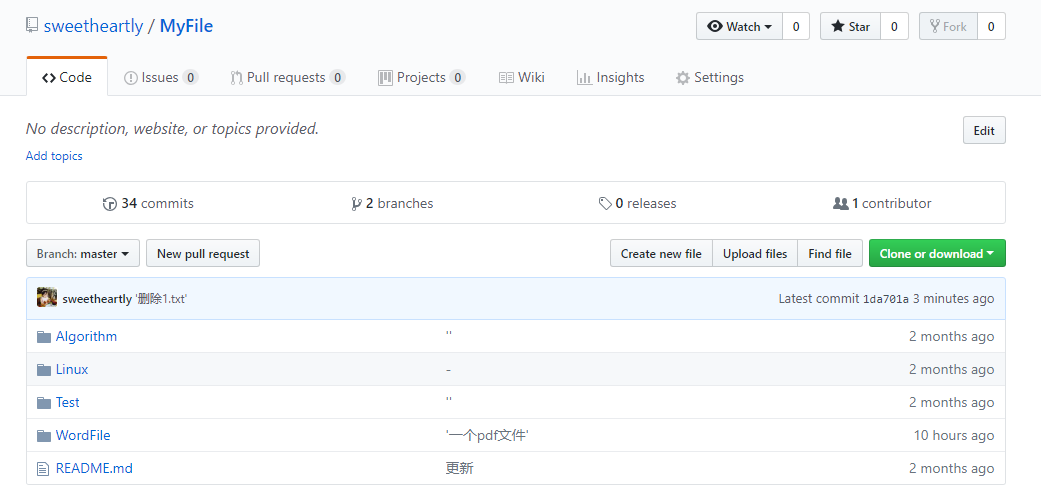 sweetheartly / MyFile Watch 0 Star 0 Fork 0
Code Issues 0 Pull requests 0 Projects 0 Wiki Insights Settings
No description, website, or topics provided. Edit
Add topics
34 commits 2 branches 0 releases 1 contributor
Branch: master New pull request Create new file Upload files Find file Clone or download
sweetheartly '删除1.txt' Latest commit 1da701a 3 minutes ago
Algorithm '' 2 months ago
Linux - 2 months ago
Test '' 2 months ago
WordFile '一个pdf文件' 10 hours ago
README.md 更新 2 months ago